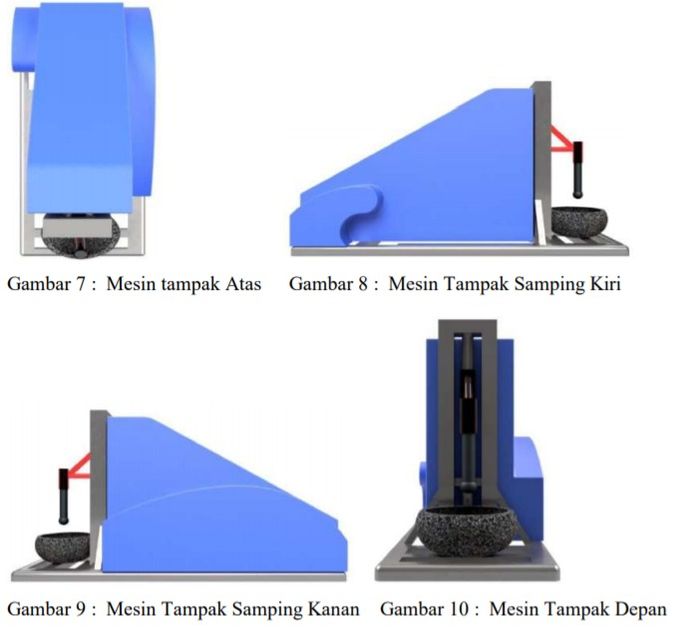 Gambar 7 : Mesin tampak Atas
Gambar 8 : Mesin Tampak Samping Kiri
Gambar 9 : Mesin Tampak Samping Kanan
Gambar 10 : Mesin Tampak Depan